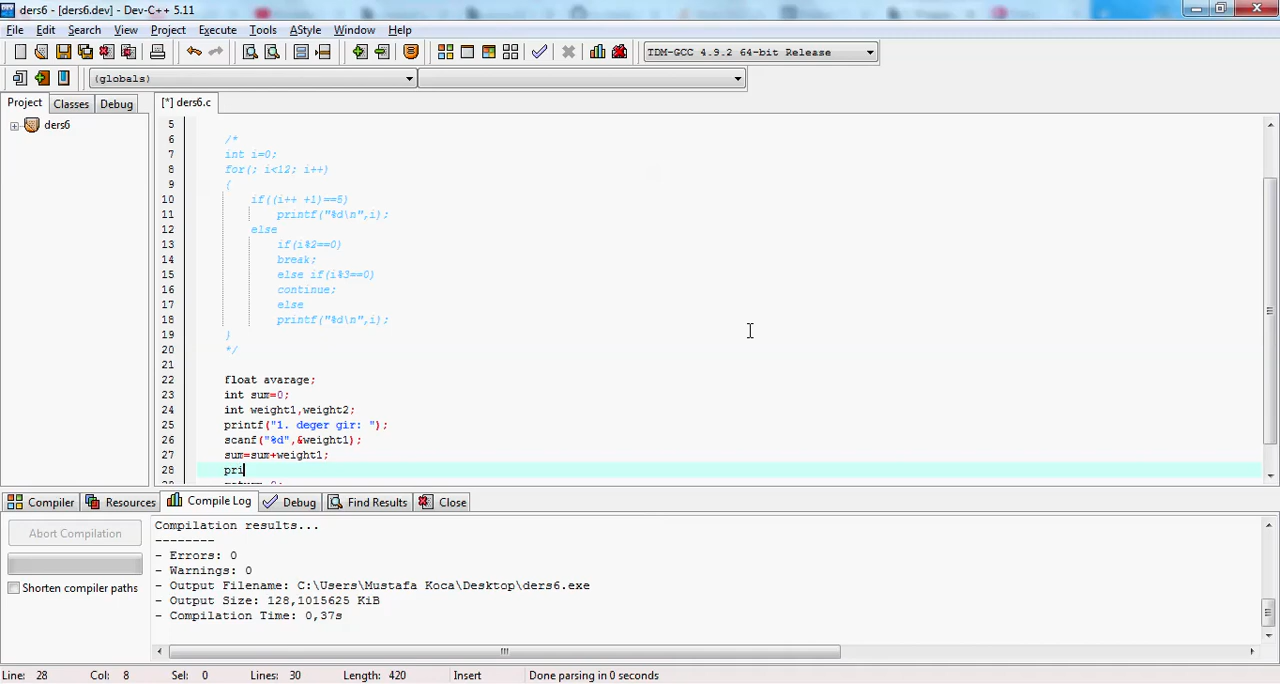 ders6 - [ders6.dev] - Dev-C++ 5.11
File Edit Search View Project Execute Tools AStyle Window Help
TDM-GCC 4.9.2 64-bit Release
(globals)
Project Classes Debug [*] ders6.c
ders6
5
6 /*
7 int i=0;
8 for(; i<12; i++)
9 {
10 if((i++ +1)==5)
11 printf("%d\n",i);
12 else
13 if(i%2==0)
14 break;
15 else if(i%3==0)
16 continue;
17 else
18 printf("%d\n",i);
19 }
20 */
21
22 float avarage;
23 int sum=0;
24 int weight1,weight2;
25 printf("1. deger gir: ");
26 scanf("%d",&weight1);
27 sum=sum+weight1;
28 pri
Compiler Resources Compile Log Debug Find Results Close
Abort Compilation
Shorten compiler paths
Compilation results...
--------
- Errors: 0
- Warnings: 0
- Output Filename: C:\Users\Mustafa Koca\Desktop\ders6.exe
- Output Size: 128,1015625 KiB
- Compilation Time: 0,37s
Line: 28 Col: 8 Sel: 0 Lines: 30 Length: 420 Insert Done parsing in 0 seconds